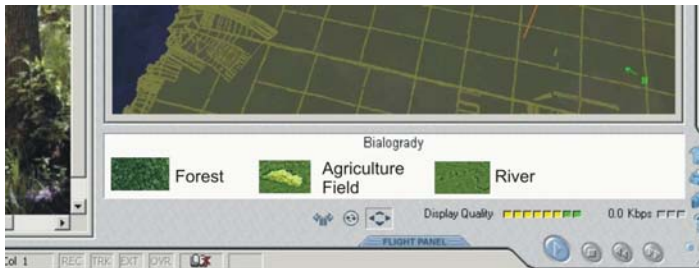 Bialogrady
Forest
Agriculture
Field
River
Display Quality
0.0 Kbps
FLIGHT PANEL
Col 1 REC TRK EXT OVR